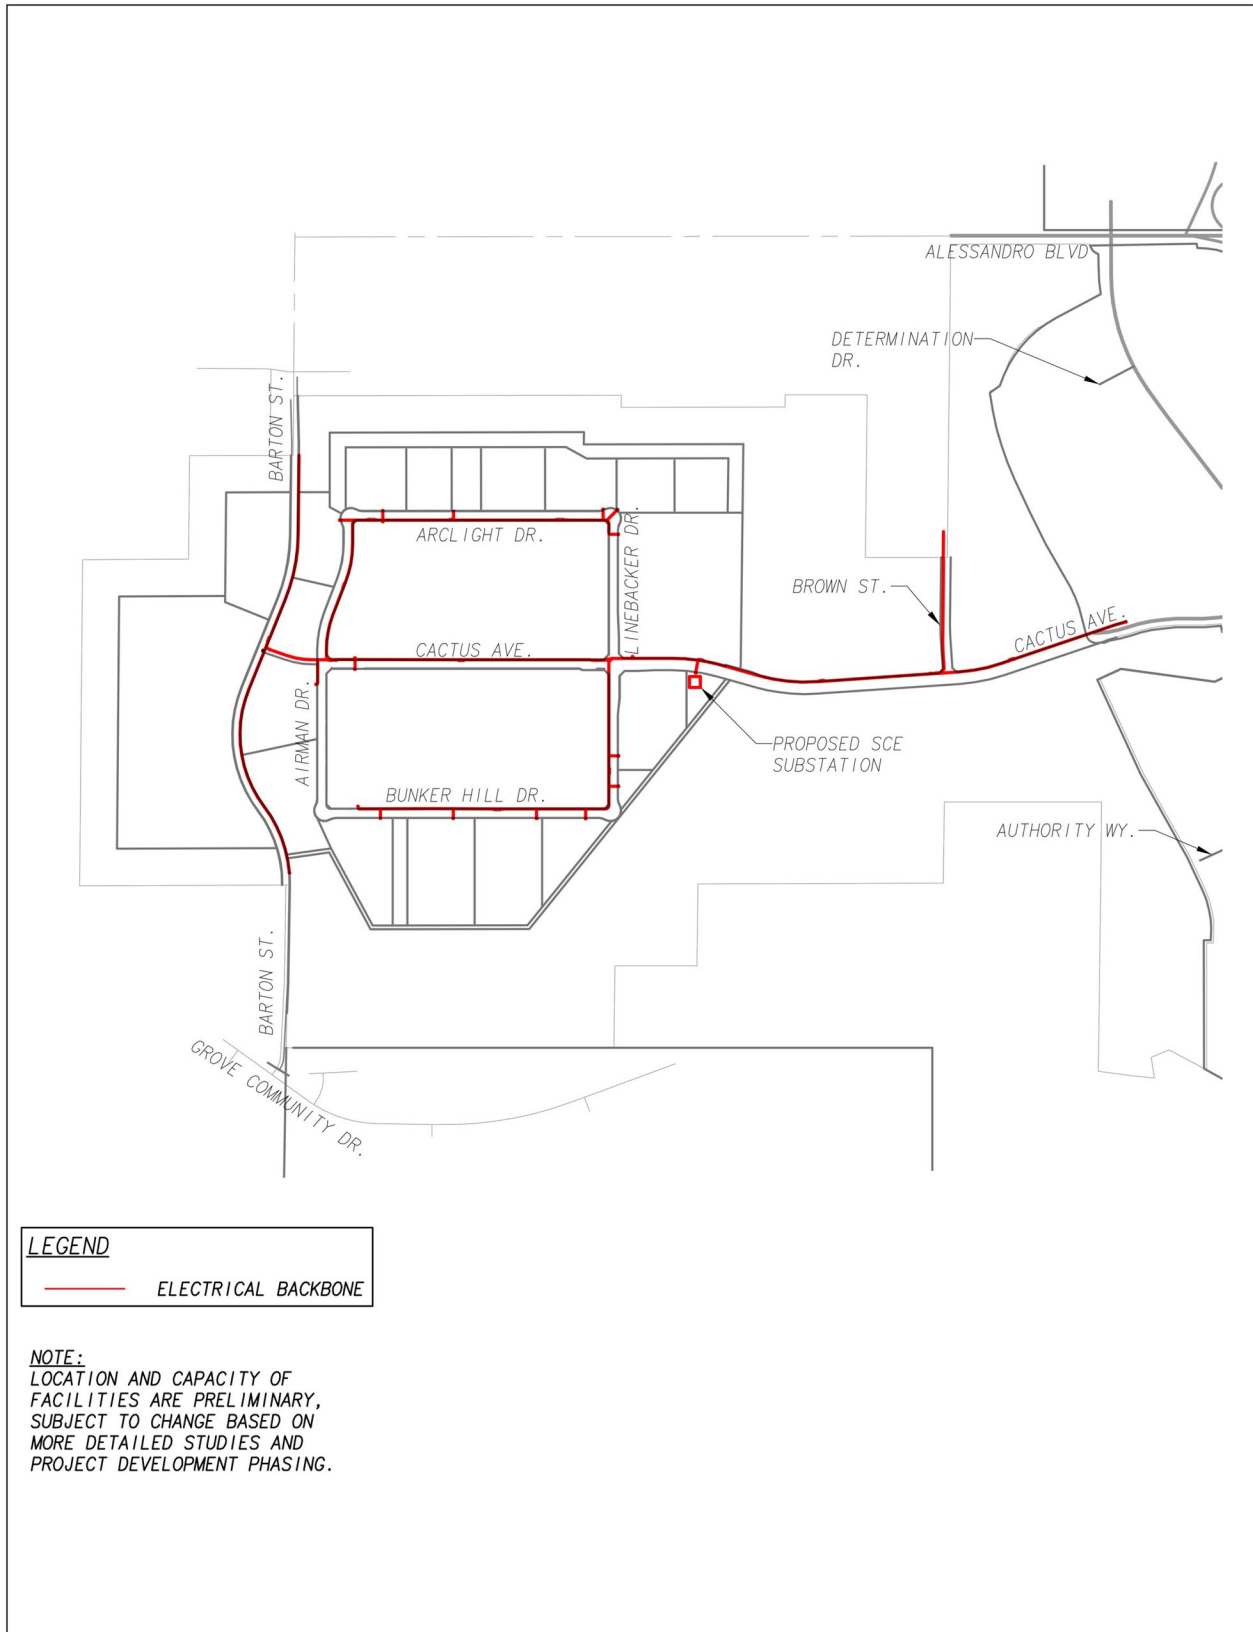 ALESSANDRO BLVD
DETERMINATION
DR.
BARTON ST.
ARCLIGHT DR.
LINEBACKER DR.
BROWN ST.
CACTUS AVE.
CACTUS AVE.
AIRMAN DR.
PROPOSED SCE
SUBSTATION
BUNKER HILL DR.
AUTHORITY WY.
BARTON ST.
GROVE COMMUNITY DR.
LEGEND
ELECTRICAL BACKBONE
NOTE:
LOCATION AND CAPACITY OF
FACILITIES ARE PRELIMINARY,
SUBJECT TO CHANGE BASED ON
MORE DETAILED STUDIES AND
PROJECT DEVELOPMENT PHASING.